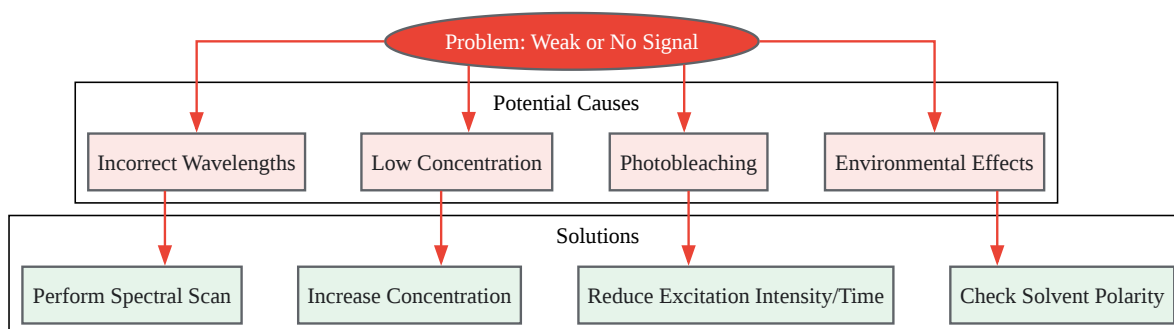 Problem: Weak or No Signal
Potential Causes
Incorrect Wavelengths
Low Concentration
Photobleaching
Environmental Effects
Solutions
Perform Spectral Scan
Increase Concentration
Reduce Excitation Intensity/Time
Check Solvent Polarity